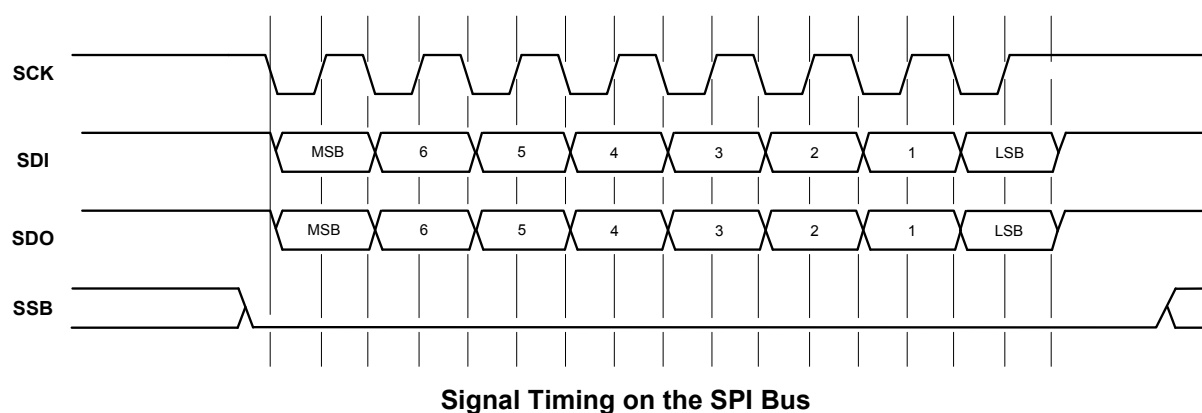 SCK
SDI MSB 6 5 4 3 2 1 LSB
SDO MSB 6 5 4 3 2 1 LSB
SSB
Signal Timing on the SPI Bus